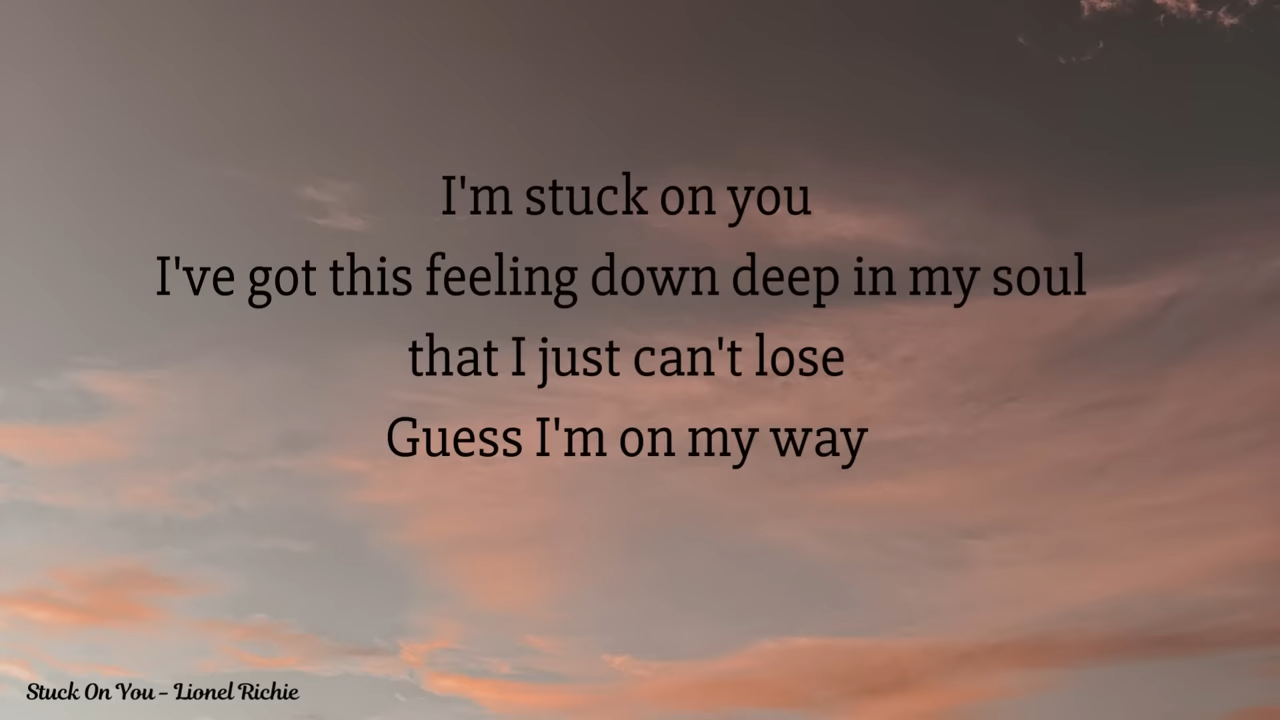 I'm stuck on you
I've got this feeling down deep in my soul
that I just can't lose
Guess I'm on my way
Stuck On You - Lionel Richie